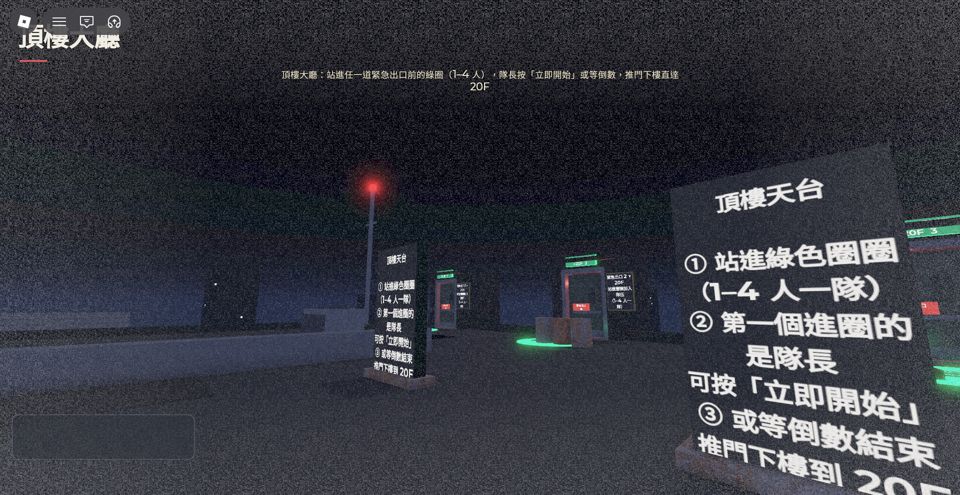 頂樓大廳
頂樓大廳：站進任一道緊急出口前的綠圈（1–4 人），隊長按「立即開始」或等倒數，推門下樓直達
20F
頂樓天台
① 站進綠色圈圈
（1–4 人一隊）
② 第一個進圈的
是隊長
可按「立即開始」
③ 或等倒數結束
推門下樓到 20F
頂樓天台
① 站進綠色圈圈
（1–4 人一隊）
② 第一個進圈的
是隊長
可按「立即開始」
③ 或等倒數結束
推門下樓到 20F
20F
20F 3